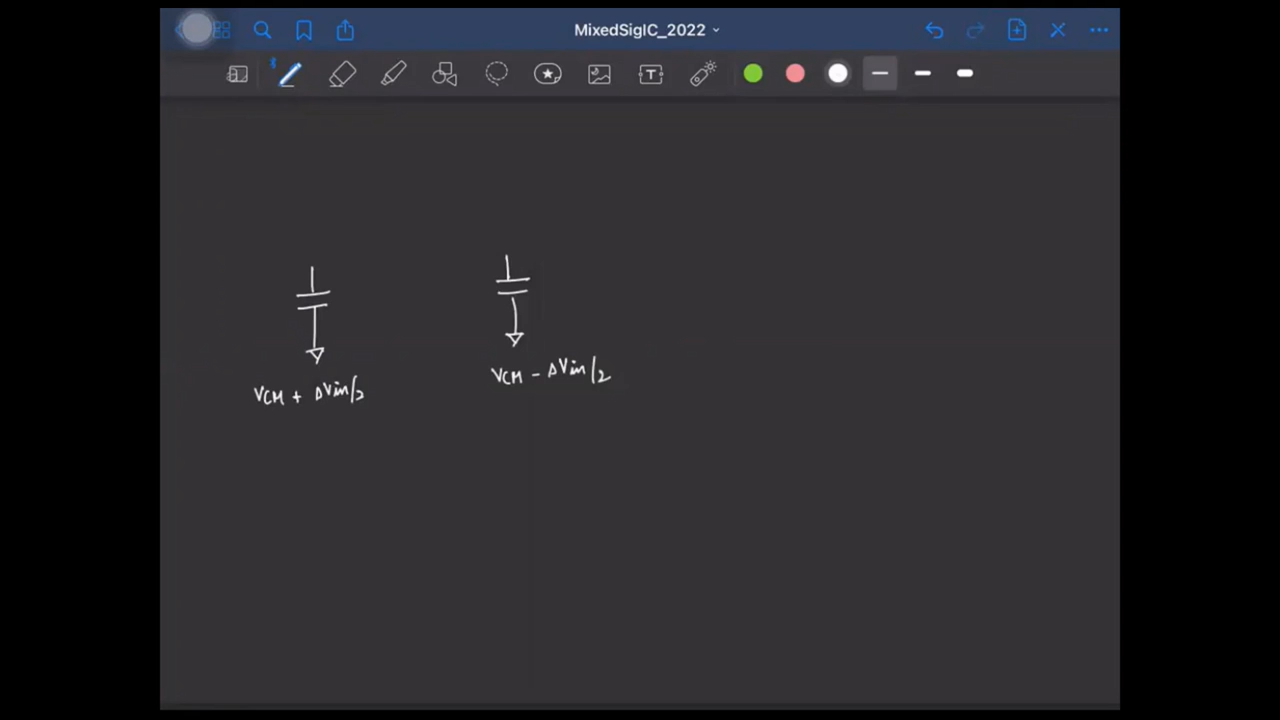 MixedSigIC_2022
T
VCM + ΔVin/2
VCM - ΔVin/2